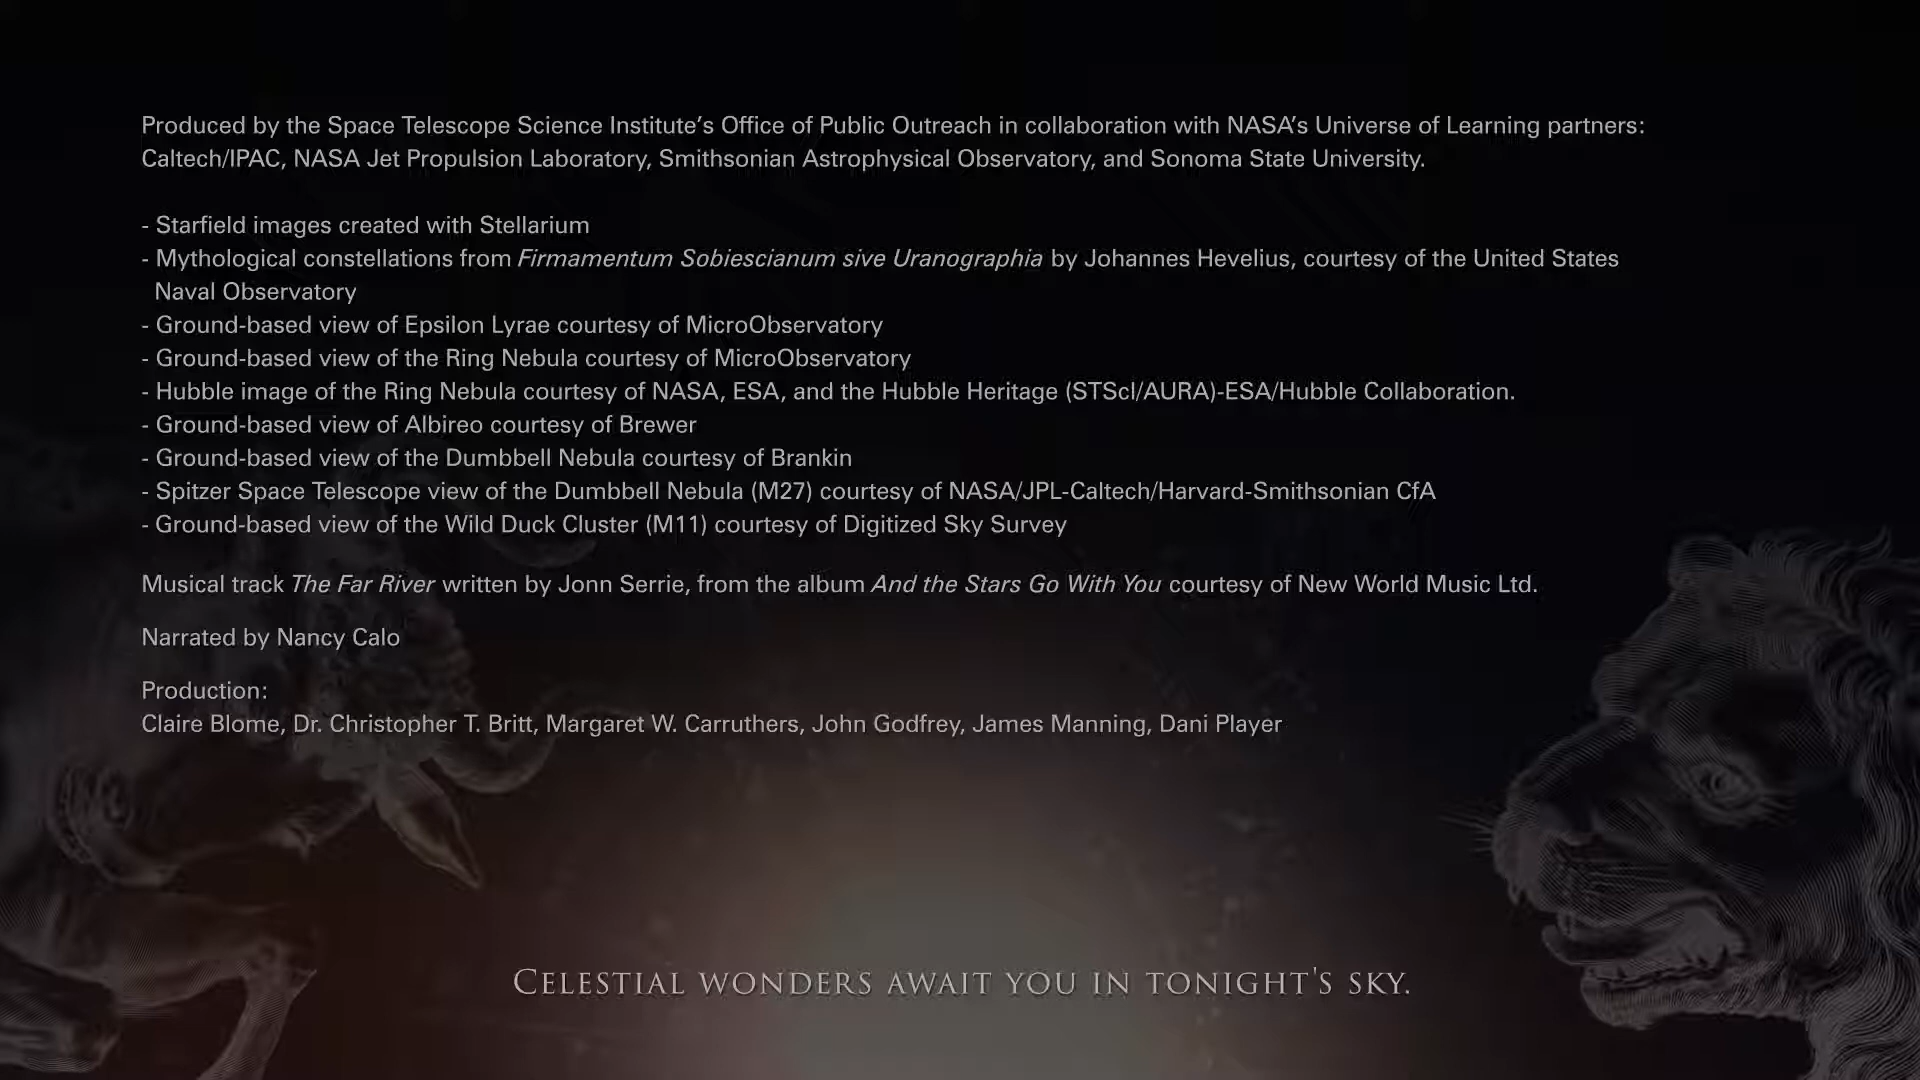 Produced by the Space Telescope Science Institute’s Office of Public Outreach in collaboration with NASA’s Universe of Learning partners:
Caltech/IPAC, NASA Jet Propulsion Laboratory, Smithsonian Astrophysical Observatory, and Sonoma State University.
- Starfield images created with Stellarium
- Mythological constellations from Firmamentum Sobiescianum sive Uranographia by Johannes Hevelius, courtesy of the United States
Naval Observatory
- Ground-based view of Epsilon Lyrae courtesy of MicroObservatory
- Ground-based view of the Ring Nebula courtesy of MicroObservatory
- Hubble image of the Ring Nebula courtesy of NASA, ESA, and the Hubble Heritage (STScI/AURA)-ESA/Hubble Collaboration.
- Ground-based view of Albireo courtesy of Brewer
- Ground-based view of the Dumbbell Nebula courtesy of Brankin
- Spitzer Space Telescope view of the Dumbbell Nebula (M27) courtesy of NASA/JPL-Caltech/Harvard-Smithsonian CfA
- Ground-based view of the Wild Duck Cluster (M11) courtesy of Digitized Sky Survey
Musical track The Far River written by Jonn Serrie, from the album And the Stars Go With You courtesy of New World Music Ltd.
Narrated by Nancy Calo
Production:
Claire Blome, Dr. Christopher T. Britt, Margaret W. Carruthers, John Godfrey, James Manning, Dani Player
Celestial wonders await you in tonight's sky.